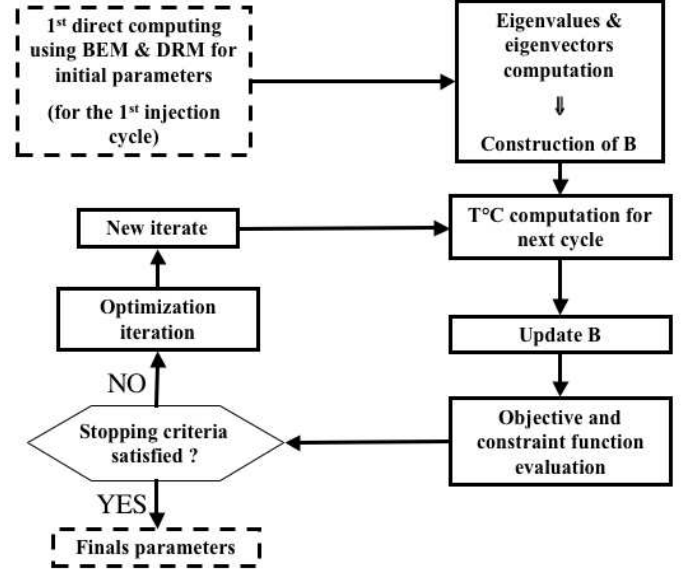 1st direct computing
using BEM & DRM for
initial parameters
(for the 1st injection
cycle)
Eigenvalues &
eigenvectors
computation
⇓
Construction of B
T°C computation for
next cycle
New iterate
Optimization
iteration
Update B
NO
Objective and
constraint function
evaluation
Stopping criteria
satisfied ?
YES
Finals parameters